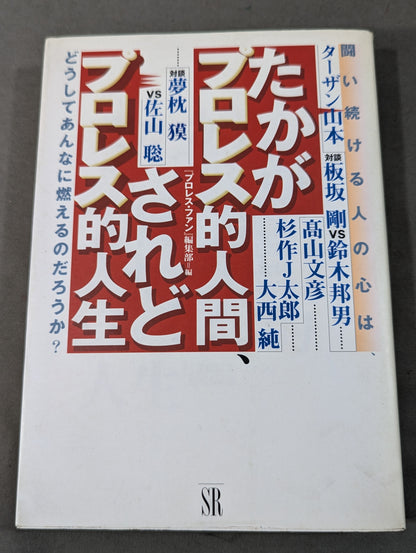 闘い続ける人の心は、
ターザン山本
対談 板坂 剛 VS 鈴木邦男
高山文彦
杉作J太郎
大西 純
たかが
プロレス的人間、
されど
プロレス的人生
『プロレス・ファン』編集部=編
対談 夢枕 獏
VS 佐山 聡
どうしてあんなに燃えるのだろうか?
SR